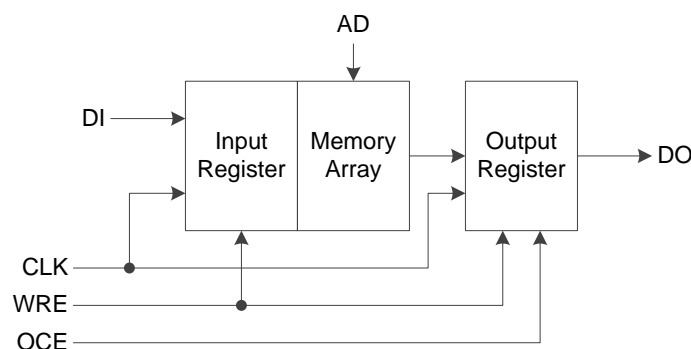 AD
DI
Input
Register
Memory
Array
Output
Register
DO
CLK
WRE
OCE